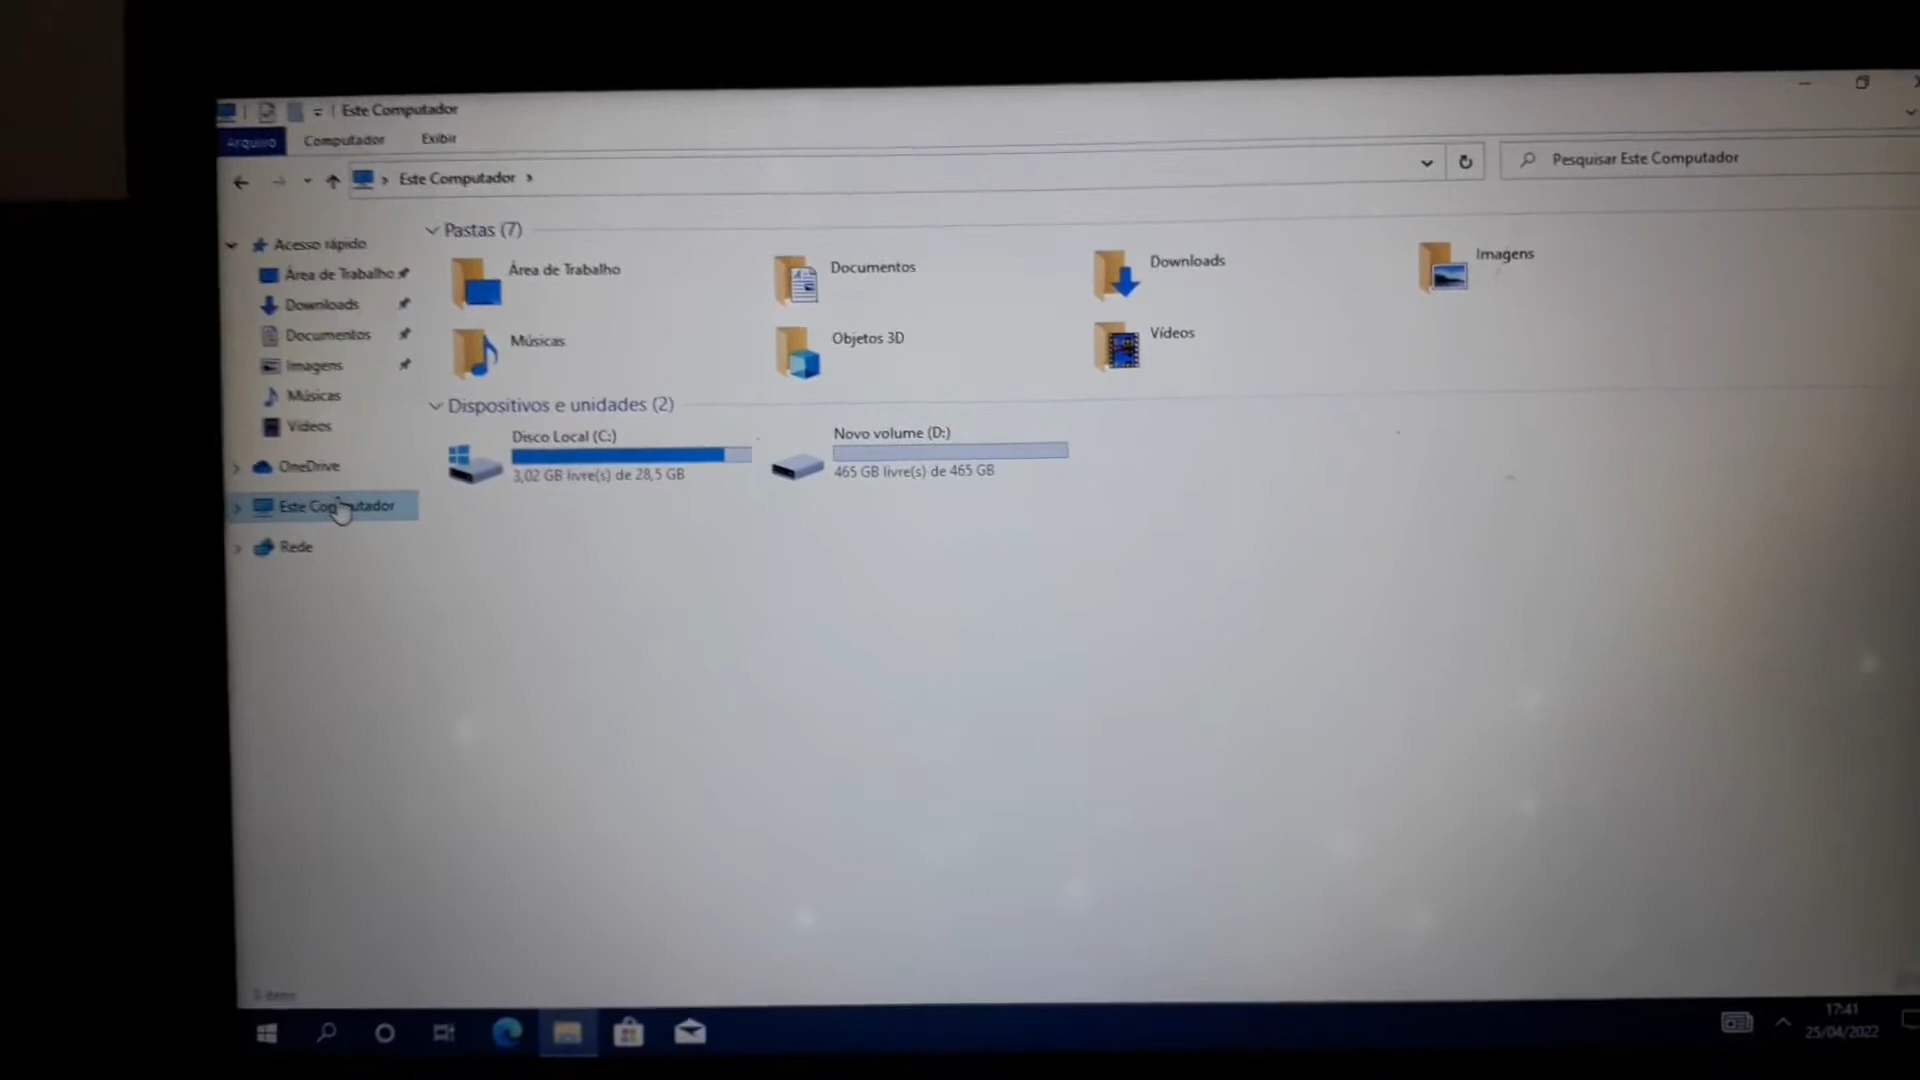 Este Computador
Arquivo Computador Exibir
Este Computador
Pesquisar Este Computador
Acesso rápido
Área de Trabalho
Downloads
Documentos
Imagens
Músicas
Vídeos
OneDrive
Este Computador
Rede
Pastas (7)
Área de Trabalho
Documentos
Downloads
Imagens
Músicas
Objetos 3D
Vídeos
Dispositivos e unidades (2)
Disco Local (C:)
3,02 GB livre(s) de 28,5 GB
Novo volume (D:)
465 GB livre(s) de 465 GB
17:41
25/04/2022